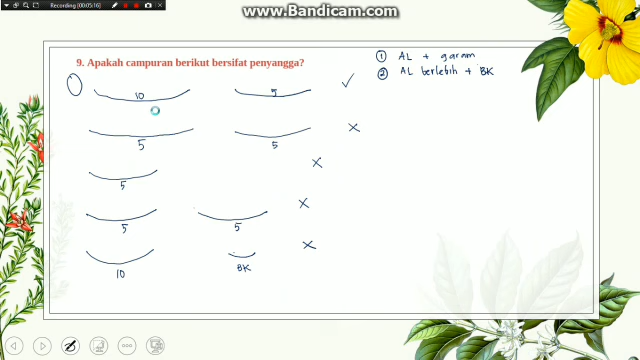 Recording [00:05:16]
www.Bandicam.com
9. Apakah campuran berikut bersifat penyangga?
① AL + garam
② AL berlebih + BK
10 5 ✓
5 5 ×
5 ×
5 5 ×
10 BK ×